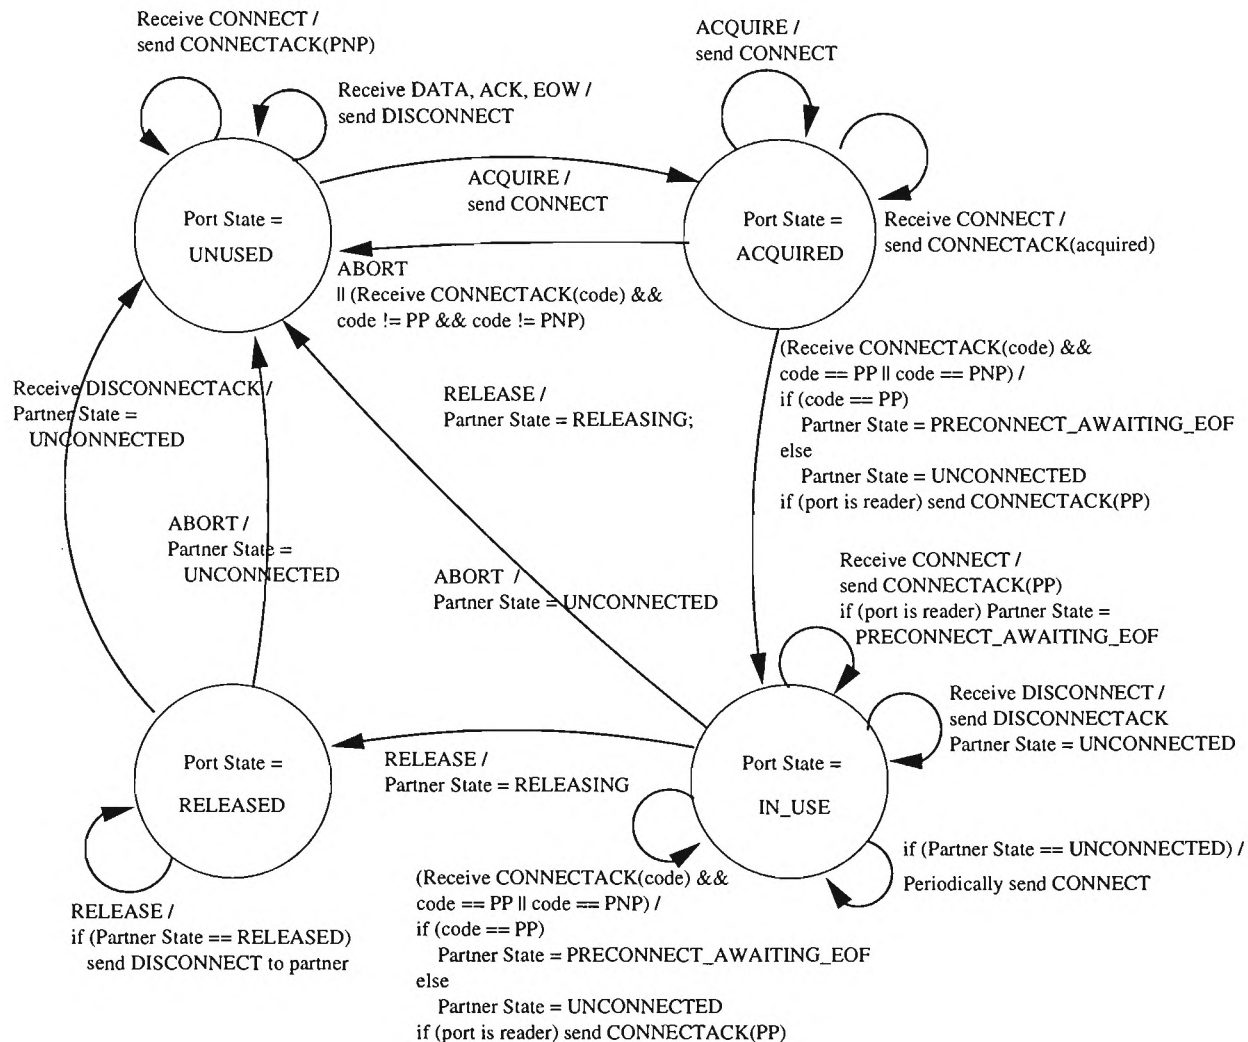 Receive CONNECT /
send CONNECTACK(PNP)
ACQUIRE /
send CONNECT
Receive DATA, ACK, EOW /
send DISCONNECT
ACQUIRE /
send CONNECT
Port State =
UNUSED
Port State =
ACQUIRED
Receive CONNECT /
send CONNECTACK(acquired)
ABORT
|| (Receive CONNECTACK(code) &&
code != PP && code != PNP)
(Receive CONNECTACK(code) &&
code == PP || code == PNP) /
if (code == PP)
Partner State = PRECONNECT_AWAITING_EOF
else
Partner State = UNCONNECTED
if (port is reader) send CONNECTACK(PP)
Receive DISCONNECTACK /
Partner State =
UNCONNECTED
RELEASE /
Partner State = RELEASING;
ABORT /
Partner State =
UNCONNECTED
ABORT /
Partner State = UNCONNECTED
Receive CONNECT /
send CONNECTACK(PP)
if (port is reader) Partner State =
PRECONNECT_AWAITING_EOF
Receive DISCONNECT /
send DISCONNECTACK
Partner State = UNCONNECTED
Port State =
RELEASED
RELEASE /
Partner State = RELEASING
Port State =
IN_USE
if (Partner State == UNCONNECTED) /
Periodically send CONNECT
RELEASE /
if (Partner State == RELEASED)
send DISCONNECT to partner
(Receive CONNECTACK(code) &&
code == PP || code == PNP) /
if (code == PP)
Partner State = PRECONNECT_AWAITING_EOF
else
Partner State = UNCONNECTED
if (port is reader) send CONNECTACK(PP)